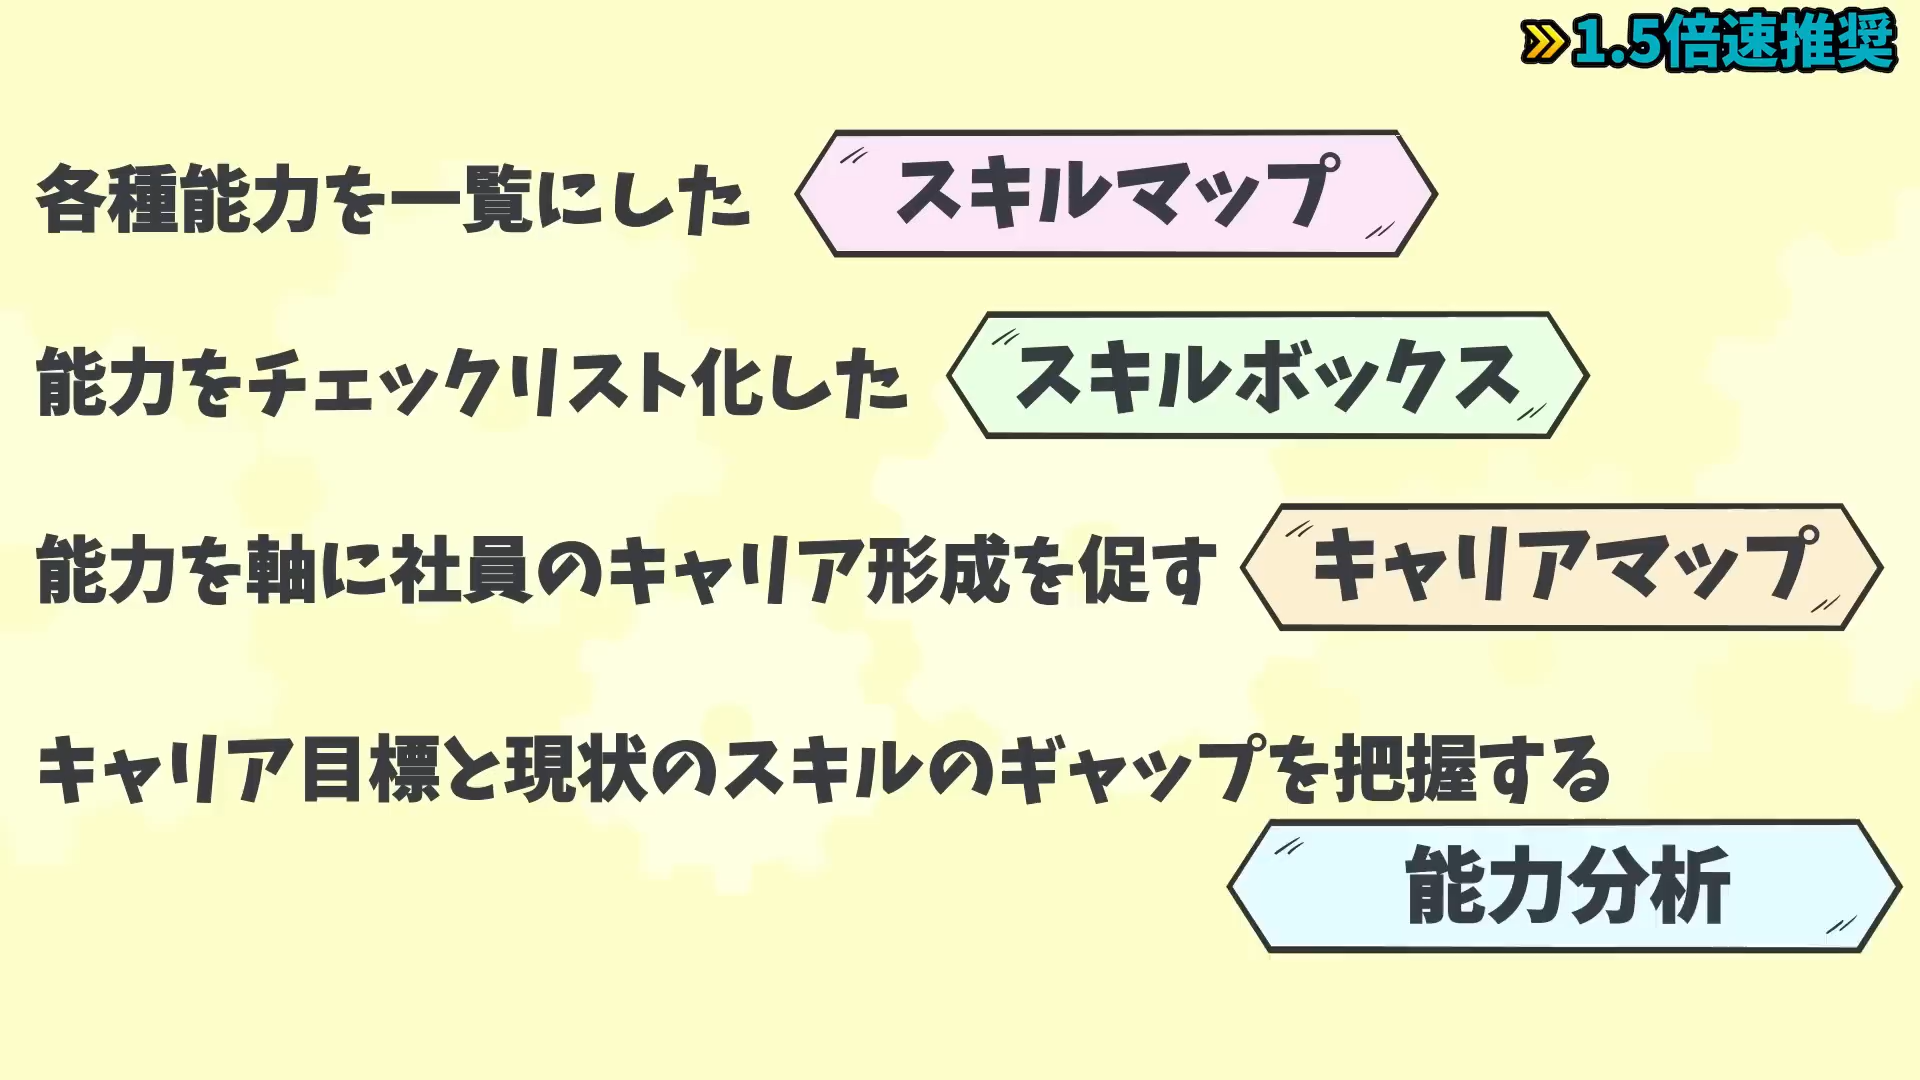 1.5倍速推奨
各種能力を一覧にした スキルマップ
能力をチェックリスト化した スキルボックス
能力を軸に社員のキャリア形成を促す キャリアマップ
キャリア目標と現状のスキルのギャップを把握する
能力分析